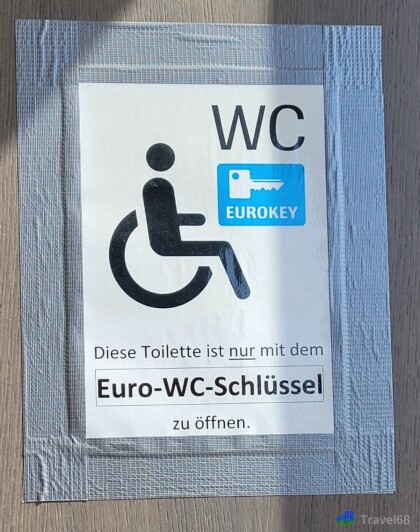 WC
EUROKEY
Diese Toilette ist nur mit dem
Euro-WC-Schlüssel
zu öffnen.
Travel68